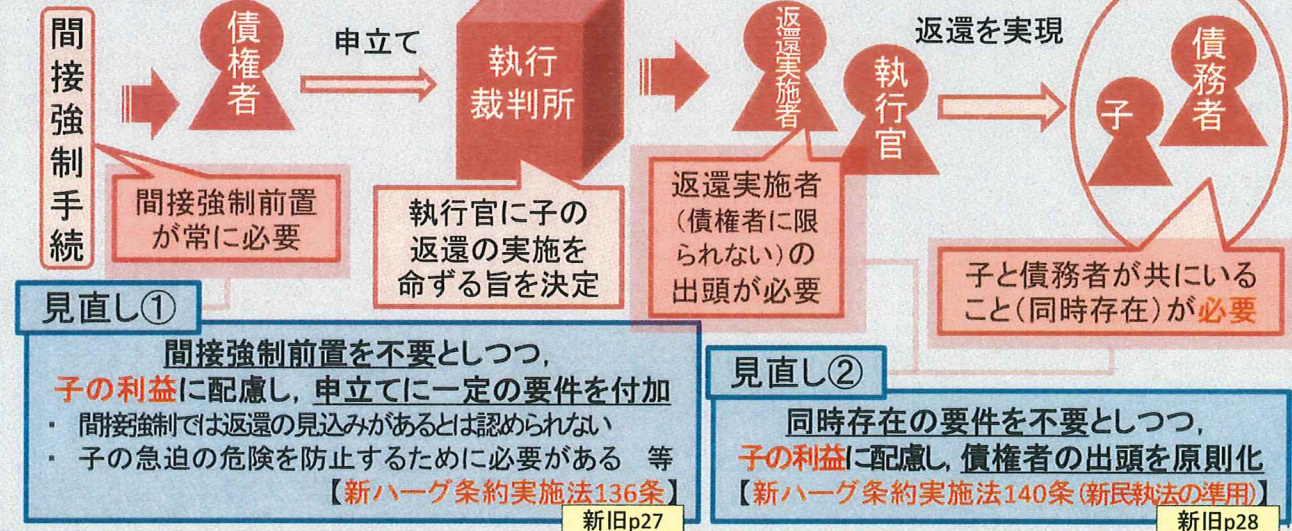 間接強制手続
債権者
申立て
執行
裁判所
返還実施者
執行官
返還を実現
子
債務者
間接強制前置
が常に必要
執行官に子の
返還の実施を
命ずる旨を決定
返還実施者
(債権者に限
られない)の
出頭が必要
子と債務者が共にいる
こと(同時存在)が必要
見直し①
間接強制前置を不要としつつ,
子の利益に配慮し,申立てに一定の要件を付加
・ 間接強制では返還の見込みがあるとは認められない
・ 子の急迫の危険を防止するために必要がある 等
【新ハーグ条約実施法136条】
新旧p27
見直し②
同時存在の要件を不要としつつ,
子の利益に配慮し,債権者の出頭を原則化
【新ハーグ条約実施法140条(新民執法の準用)】
新旧p28